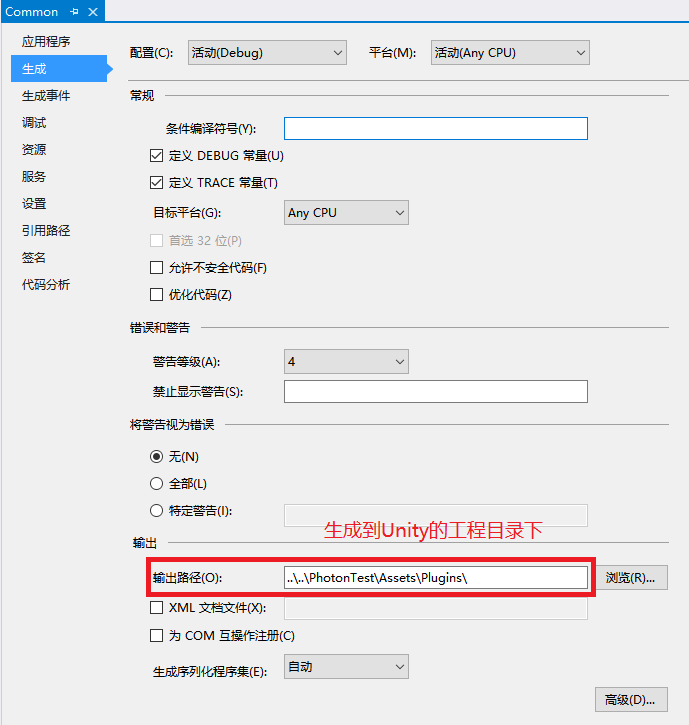 Common
应用程序
生成
生成事件
调试
资源
服务
设置
引用路径
签名
代码分析
配置(C): 活动(Debug) 平台(M): 活动(Any CPU)
常规
条件编译符号(Y):
定义 DEBUG 常量(U)
定义 TRACE 常量(T)
目标平台(G): Any CPU
首选 32 位(P)
允许不安全代码(F)
优化代码(Z)
错误和警告
警告等级(A): 4
禁止显示警告(S):
将警告视为错误
无(N)
全部(L)
特定警告(I):
生成到Unity的工程目录下
输出
输出路径(O): ..\..\PhotonTest\Assets\Plugins\ 浏览(R)...
XML 文档文件(X):
为 COM 互操作注册(C)
生成序列化程序集(E): 自动
高级(D)...